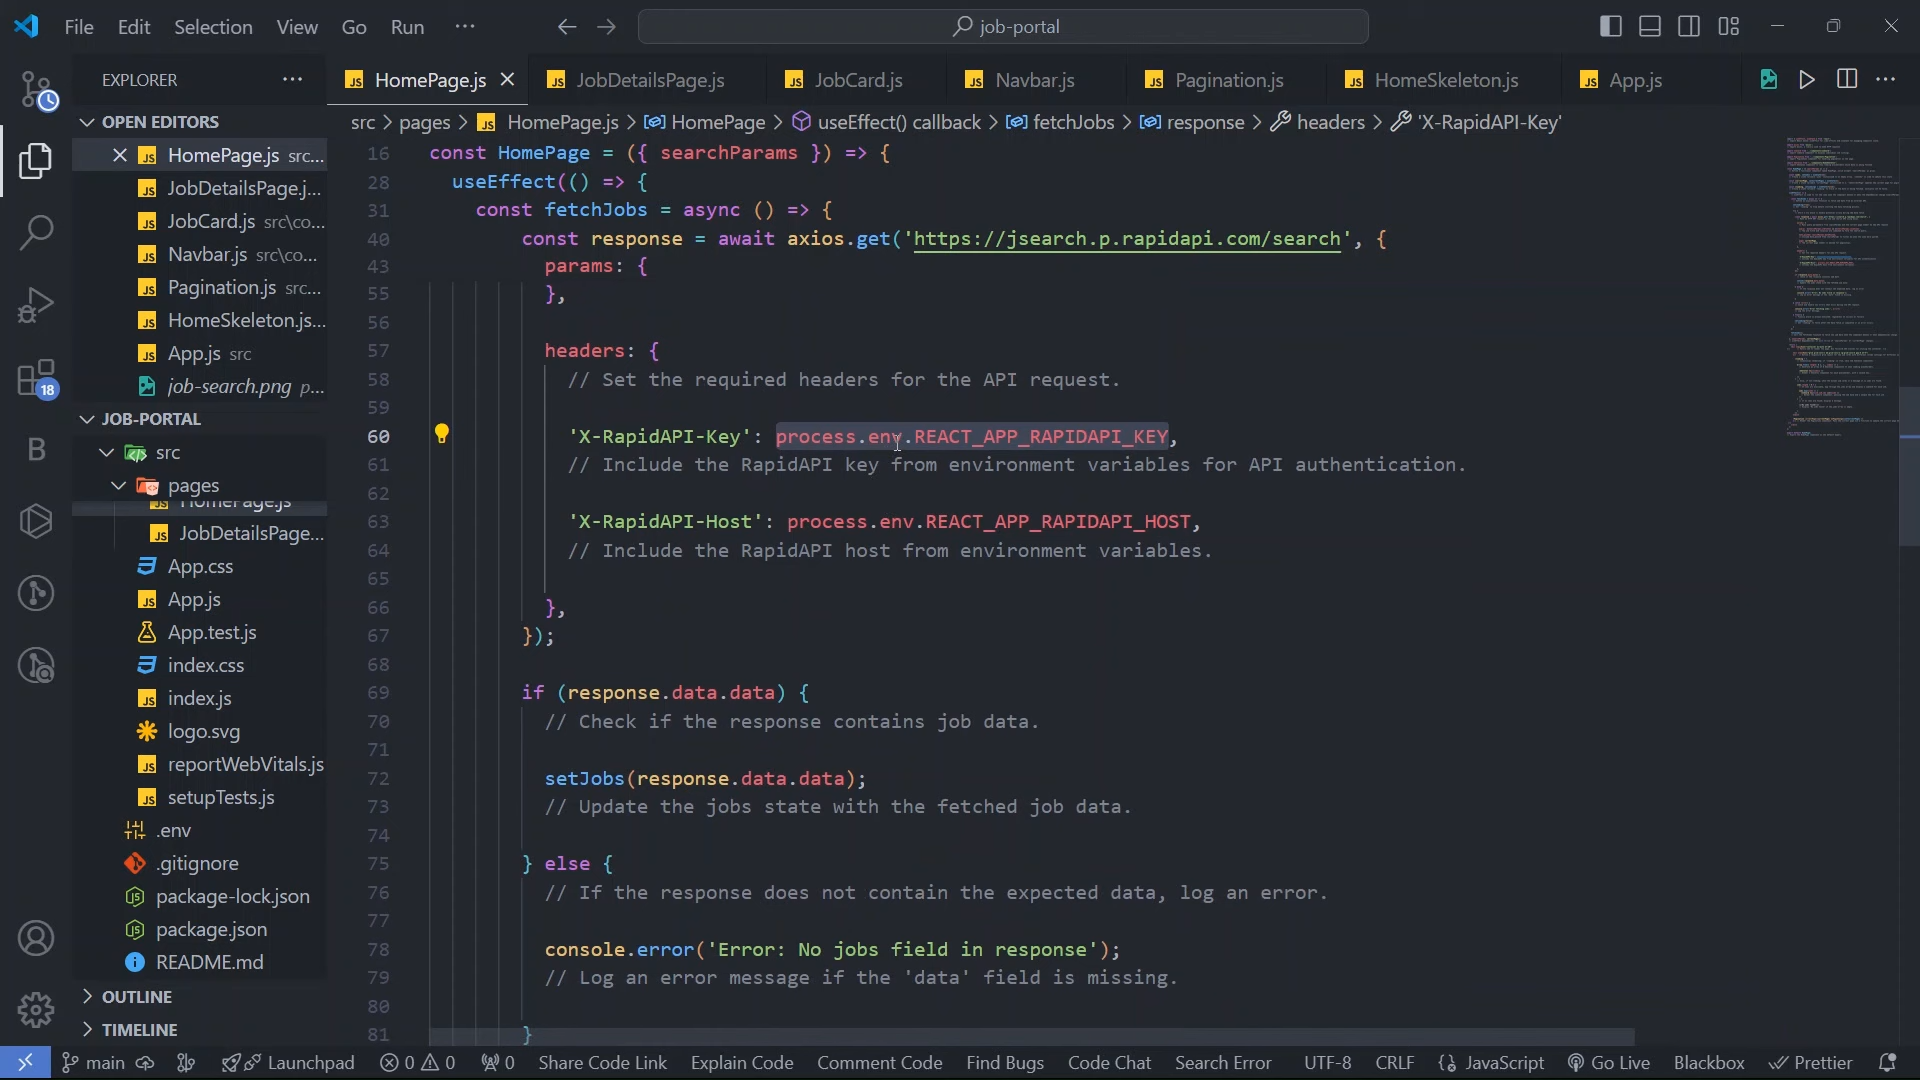 File Edit Selection View Go Run ···
job-portal
EXPLORER ···
HomePage.js JobDetailsPage.js JobCard.js Navbar.js Pagination.js HomeSkeleton.js App.js
OPEN EDITORS
HomePage.js src...
JobDetailsPage.j...
JobCard.js src\co...
Navbar.js src\co...
Pagination.js src...
HomeSkeleton.js...
App.js src
job-search.png p...
JOB-PORTAL
src
pages
HomePage.js
JobDetailsPage...
App.css
App.js
App.test.js
index.css
index.js
logo.svg
reportWebVitals.js
setupTests.js
.env
.gitignore
package-lock.json
package.json
README.md
OUTLINE
TIMELINE
18
B
src > pages > JS HomePage.js > HomePage > useEffect() callback > fetchJobs > response > headers > 'X-RapidAPI-Key'
16 const HomePage = ({ searchParams }) => {
28 useEffect(() => {
31 const fetchJobs = async () => {
40 const response = await axios.get('https://jsearch.p.rapidapi.com/search', {
43 params: {
55 },
56
57 headers: {
58 // Set the required headers for the API request.
59
60 'X-RapidAPI-Key': process.env.REACT_APP_RAPIDAPI_KEY,
61 // Include the RapidAPI key from environment variables for API authentication.
62
63 'X-RapidAPI-Host': process.env.REACT_APP_RAPIDAPI_HOST,
64 // Include the RapidAPI host from environment variables.
65
66 },
67 });
68
69 if (response.data.data) {
70 // Check if the response contains job data.
71
72 setJobs(response.data.data);
73 // Update the jobs state with the fetched job data.
74
75 } else {
76 // If the response does not contain the expected data, log an error.
77
78 console.error('Error: No jobs field in response');
79 // Log an error message if the 'data' field is missing.
80
81 }
main Launchpad 0 0 0 Share Code Link Explain Code Comment Code Find Bugs Code Chat Search Error UTF-8 CRLF {} JavaScript Go Live Blackbox Prettier